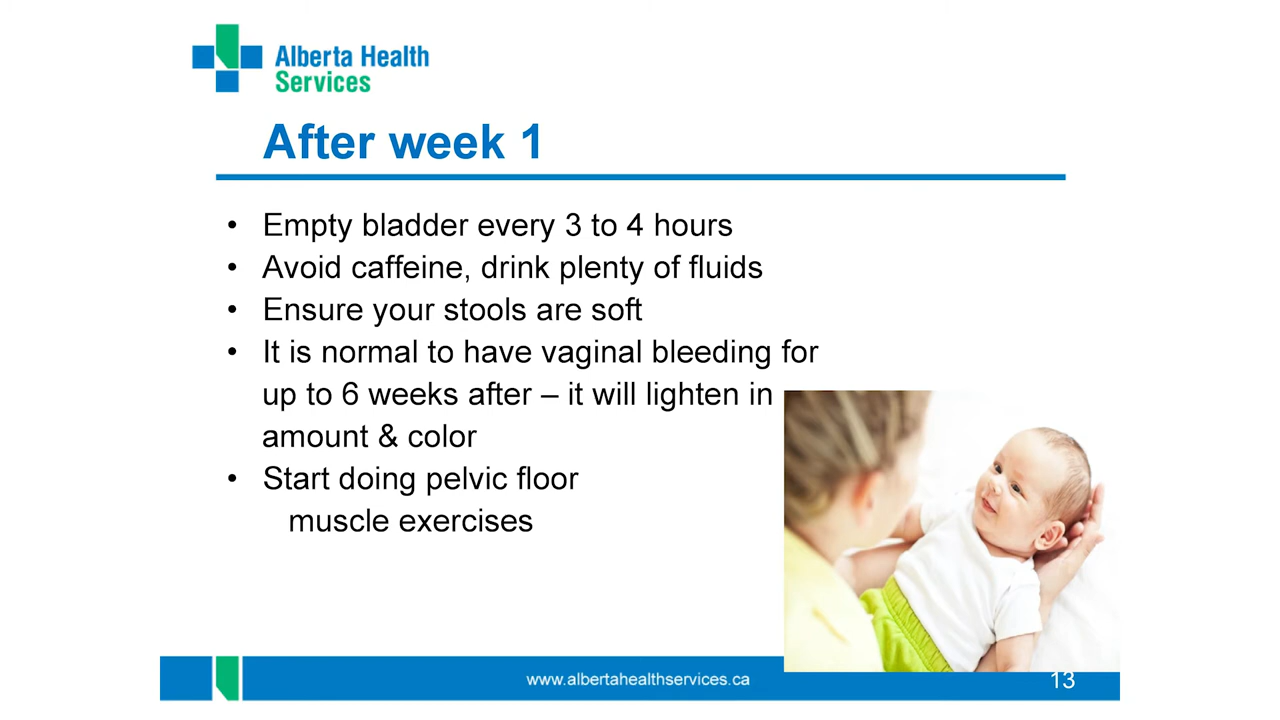 Alberta Health
Services
After week 1
• Empty bladder every 3 to 4 hours
• Avoid caffeine, drink plenty of fluids
• Ensure your stools are soft
• It is normal to have vaginal bleeding for
up to 6 weeks after – it will lighten in
amount & color
• Start doing pelvic floor
muscle exercises
www.albertahealthservices.ca
13